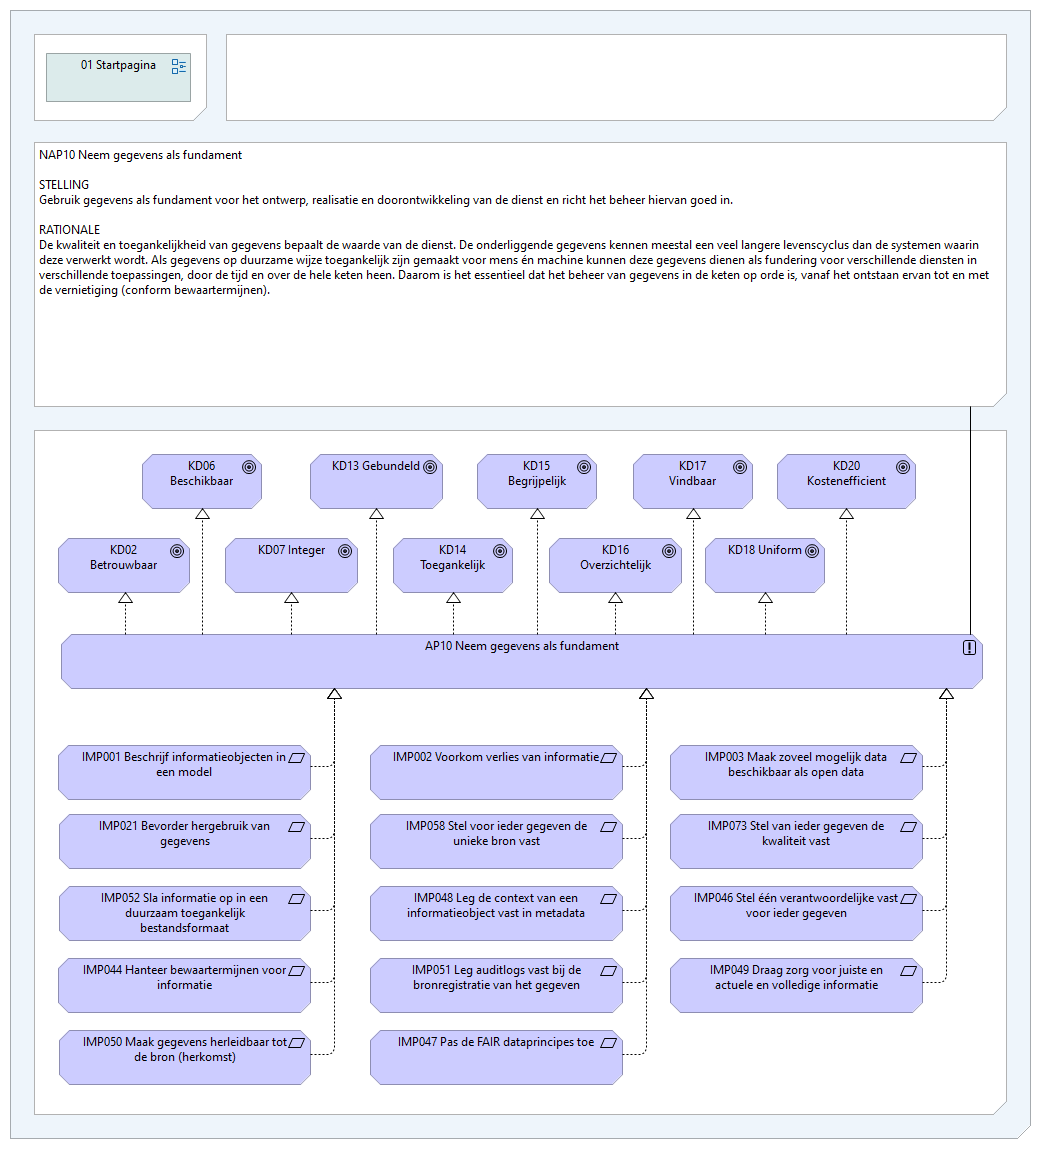 01 Startpagina
NAP10 Neem gegevens als fundament
STELLING
Gebruik gegevens als fundament voor het ontwerp, realisatie en doorontwikkeling van de dienst en richt het beheer hiervan goed in.
RATIONALE
De kwaliteit en toegankelijkheid van gegevens bepaalt de waarde van de dienst. De onderliggende gegevens kennen meestal een veel langere levenscyclus dan de systemen waarin
deze verwerkt wordt. Als gegevens op duurzame wijze toegankelijk zijn gemaakt voor mens én machine kunnen deze gegevens dienen als fundering voor verschillende diensten in
verschillende toepassingen, door de tijd en over de hele keten heen. Daarom is het essentieel dat het beheer van gegevens in de keten op orde is, vanaf het ontstaan ervan tot en met
de vernietiging (conform bewaartermijnen).
KD06
Beschikbaar
KD13 Gebundeld
KD15
Begrijpelijk
KD17
Vindbaar
KD20
Kostenefficient
KD02
Betrouwbaar
KD07 Integer
KD14
Toegankelijk
KD16
Overzichtelijk
KD18 Uniform
AP10 Neem gegevens als fundament
IMP001 Beschrijf informatieobjecten in
een model
IMP002 Voorkom verlies van informatie
IMP003 Maak zoveel mogelijk data
beschikbaar als open data
IMP021 Bevorder hergebruik van
gegevens
IMP058 Stel voor ieder gegeven de
unieke bron vast
IMP073 Stel van ieder gegeven de
kwaliteit vast
IMP052 Sla informatie op in een
duurzaam toegankelijk
bestandsformaat
IMP048 Leg de context van een
informatieobject vast in metadata
IMP046 Stel één verantwoordelijke vast
voor ieder gegeven
IMP044 Hanteer bewaartermijnen voor
informatie
IMP051 Leg auditlogs vast bij de
bronregistratie van het gegeven
IMP049 Draag zorg voor juiste en
actuele en volledige informatie
IMP050 Maak gegevens herleidbaar tot
de bron (herkomst)
IMP047 Pas de FAIR dataprincipes toe